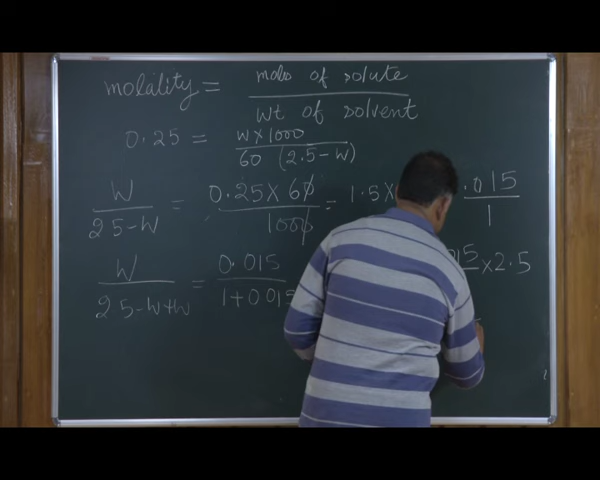 molality = moles of solute / wt of solvent
0.25 = W×1000 / 60 (2.5-W)
W / 2.5-W = 0.25×60 / 1000 = 1.5× .015 / 1
W / 2.5-W+W = 0.015 / 1+0.015 15 ×2.5